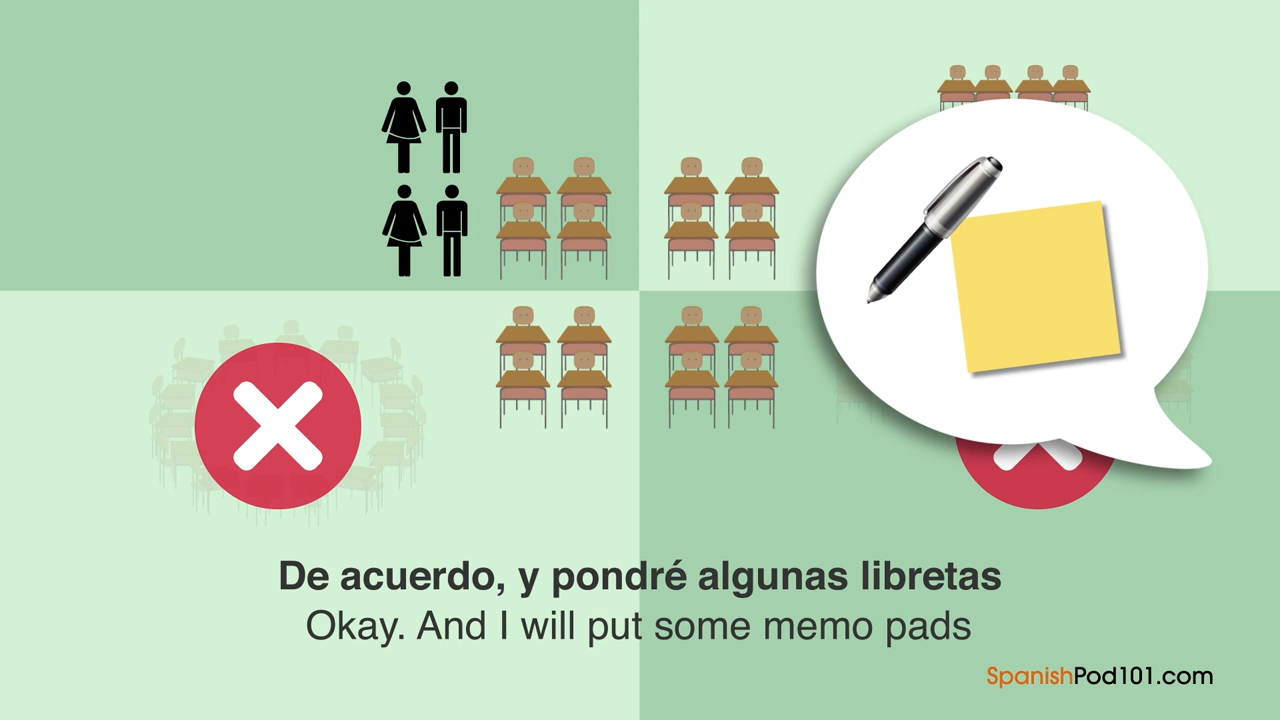 De acuerdo, y pondré algunas libretas
Okay. And I will put some memo pads
SpanishPod101.com